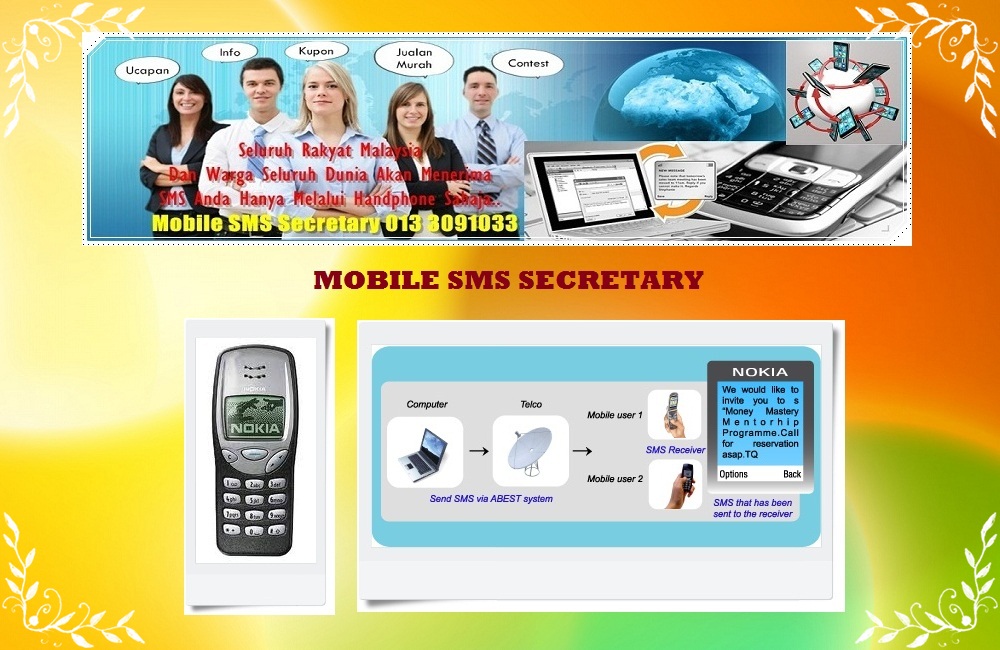 Ucapan
Info
Kupon
Jualan
Murah
Contest
Seluruh Rakyat Malaysia
Dan Warga Seluruh Dunia Akan Menerima
SMS Anda Hanya Melalui Handphone Sahaja..
Mobile SMS Secretary 013 3091033
NEW MESSAGE
MOBILE SMS SECRETARY
NOKIA
NOKIA
Computer
Telco
Mobile user 1
SMS Receiver
Mobile user 2
Send SMS via ABEST system
NOKIA
We would like to
invite you to s
"Money Mastery
Mentorhip
Programme.Call
for reservation
asap.TQ
Options Back
SMS that has been
sent to the receiver